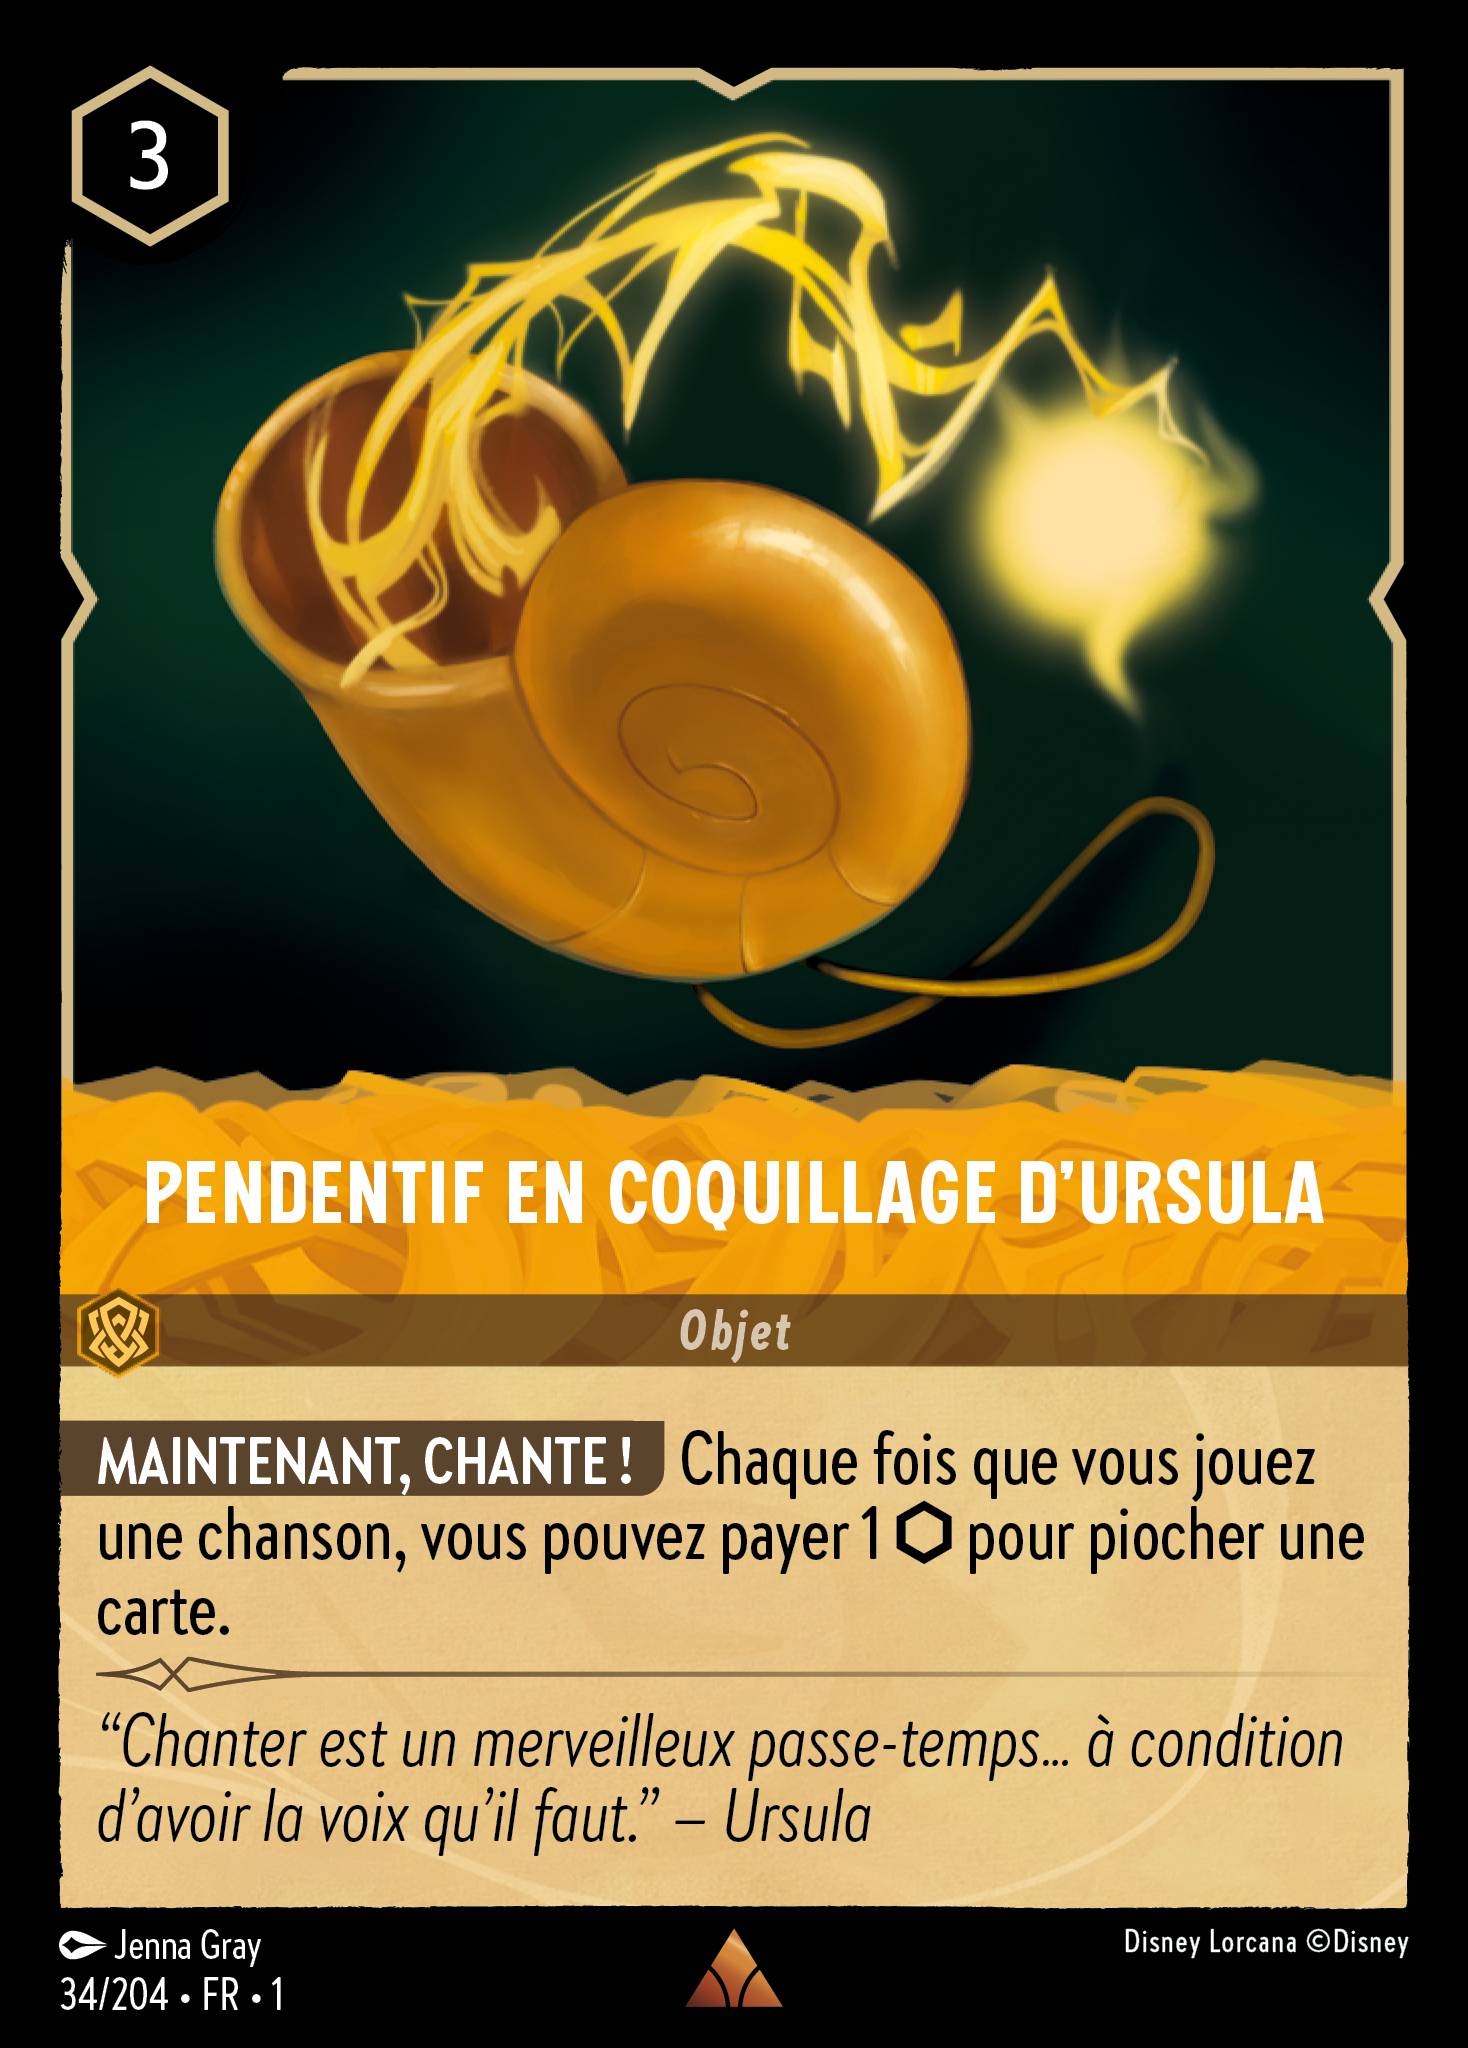 3
PENDENTIF EN COQUILLAGE D’URSULA
Objet
MAINTENANT, CHANTE ! Chaque fois que vous jouez
une chanson, vous pouvez payer 1 ⬡ pour piocher une
carte.
“Chanter est un merveilleux passe-temps... à condition
d’avoir la voix qu’il faut.” – Ursula
Jenna Gray
34/204 • FR • 1
Disney Lorcana ©Disney